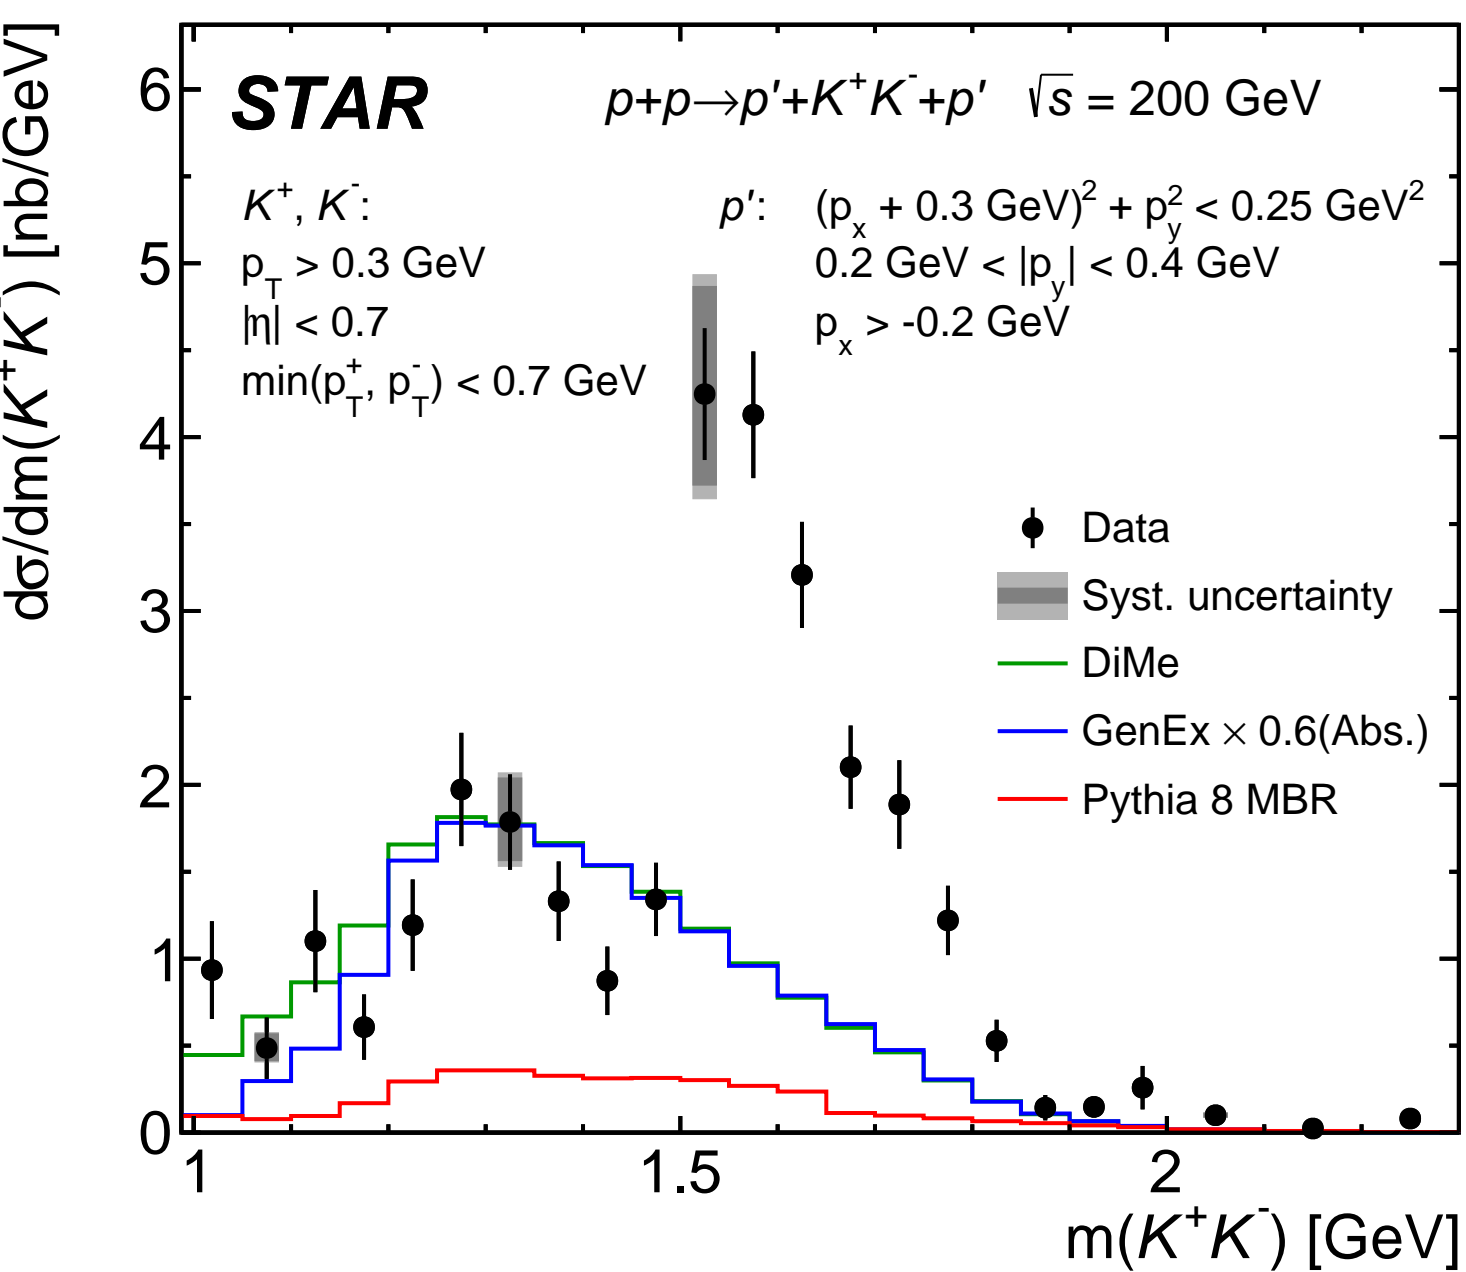 STAR
p+p→p′+K⁺K⁻+p′ √s = 200 GeV
K⁺, K⁻:
p_T > 0.3 GeV
|η| < 0.7
min(p_T⁺, p_T⁻) < 0.7 GeV
p′: (p_x + 0.3 GeV)² + p_y² < 0.25 GeV²
0.2 GeV < |p_y| < 0.4 GeV
p_x > -0.2 GeV
Data
Syst. uncertainty
DiMe
GenEx × 0.6(Abs.)
Pythia 8 MBR
dσ/dm(K⁺K⁻) [nb/GeV]
6
5
4
3
2
1
0
1 1.5 2
m(K⁺K⁻) [GeV]